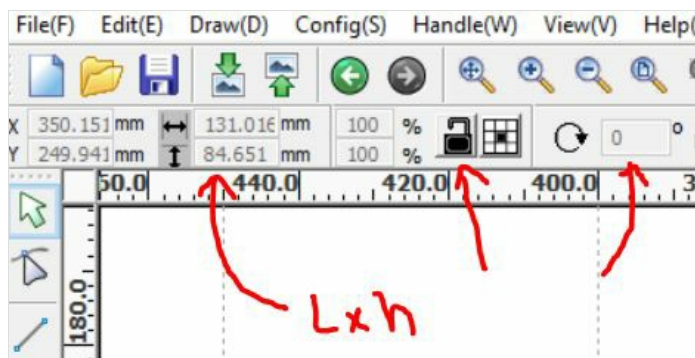 File(F) Edit(E) Draw(D) Config(S) Handle(W) View(V) Help(
X 350.151 mm 131.016 mm 100 %
Y 249.941 mm 84.651 mm 100 %
0 °
50.0 440.0 420.0 400.0 3
180.0
L x h